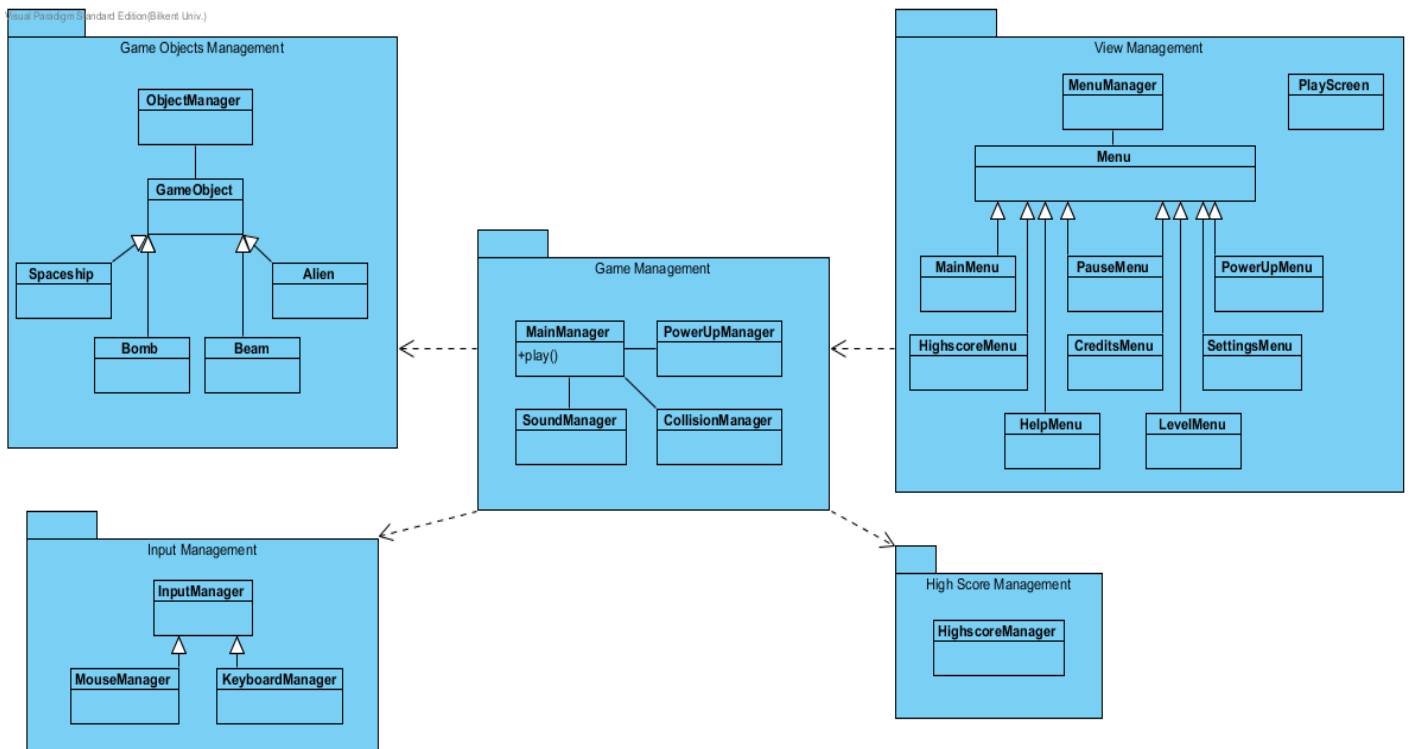 Visual Paradigm Standard Edition(Bilkent Univ.)
Game Objects Management
ObjectManager
GameObject
Spaceship
Alien
Bomb
Beam
Game Management
MainManager
+play()
PowerUpManager
SoundManager
CollisionManager
View Management
MenuManager
PlayScreen
Menu
MainMenu
PauseMenu
PowerUpMenu
HighscoreMenu
CreditsMenu
SettingsMenu
HelpMenu
LevelMenu
Input Management
InputManager
MouseManager
KeyboardManager
High Score Management
HighscoreManager